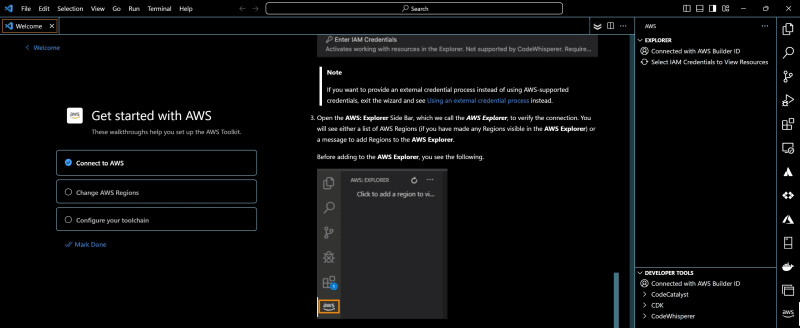 File Edit Selection View Go Run Terminal Help
Search
Welcome
Welcome
aws
Get started with AWS
These walkthroughs help you set up the AWS Toolkit.
Connect to AWS
Change AWS Regions
Configure your toolchain
Mark Done
Enter IAM Credentials
Activates working with resources in the Explorer. Not supported by CodeWhisperer. Require...
Note
If you want to provide an external credential process instead of using AWS-supported
credentials, exit the wizard and see Using an external credential process instead.
3. Open the AWS: Explorer Side Bar, which we call the AWS Explorer, to verify the connection. You
will see either a list of AWS Regions (if you have made any Regions visible in the AWS Explorer) or
a message to add Regions to the AWS Explorer.
Before adding to the AWS Explorer, you see the following.
AWS: EXPLORER
Click to add a region to vi...
1
aws
AWS
EXPLORER
Connected with AWS Builder ID
Select IAM Credentials to View Resources
DEVELOPER TOOLS
Connected with AWS Builder ID
CodeCatalyst
CDK
CodeWhisperer
aws